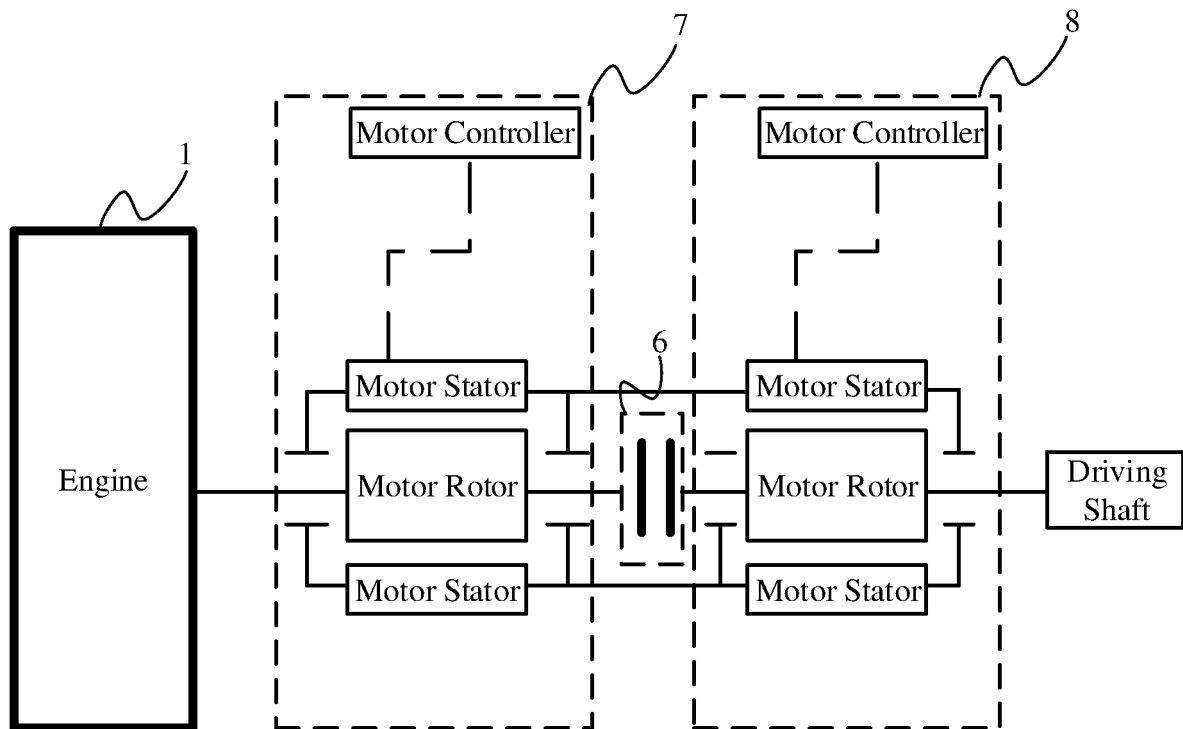 7
8
Motor Controller
Motor Controller
1
6
Motor Stator
Motor Stator
Engine
Motor Rotor
Motor Rotor
Driving
Shaft
Motor Stator
Motor Stator